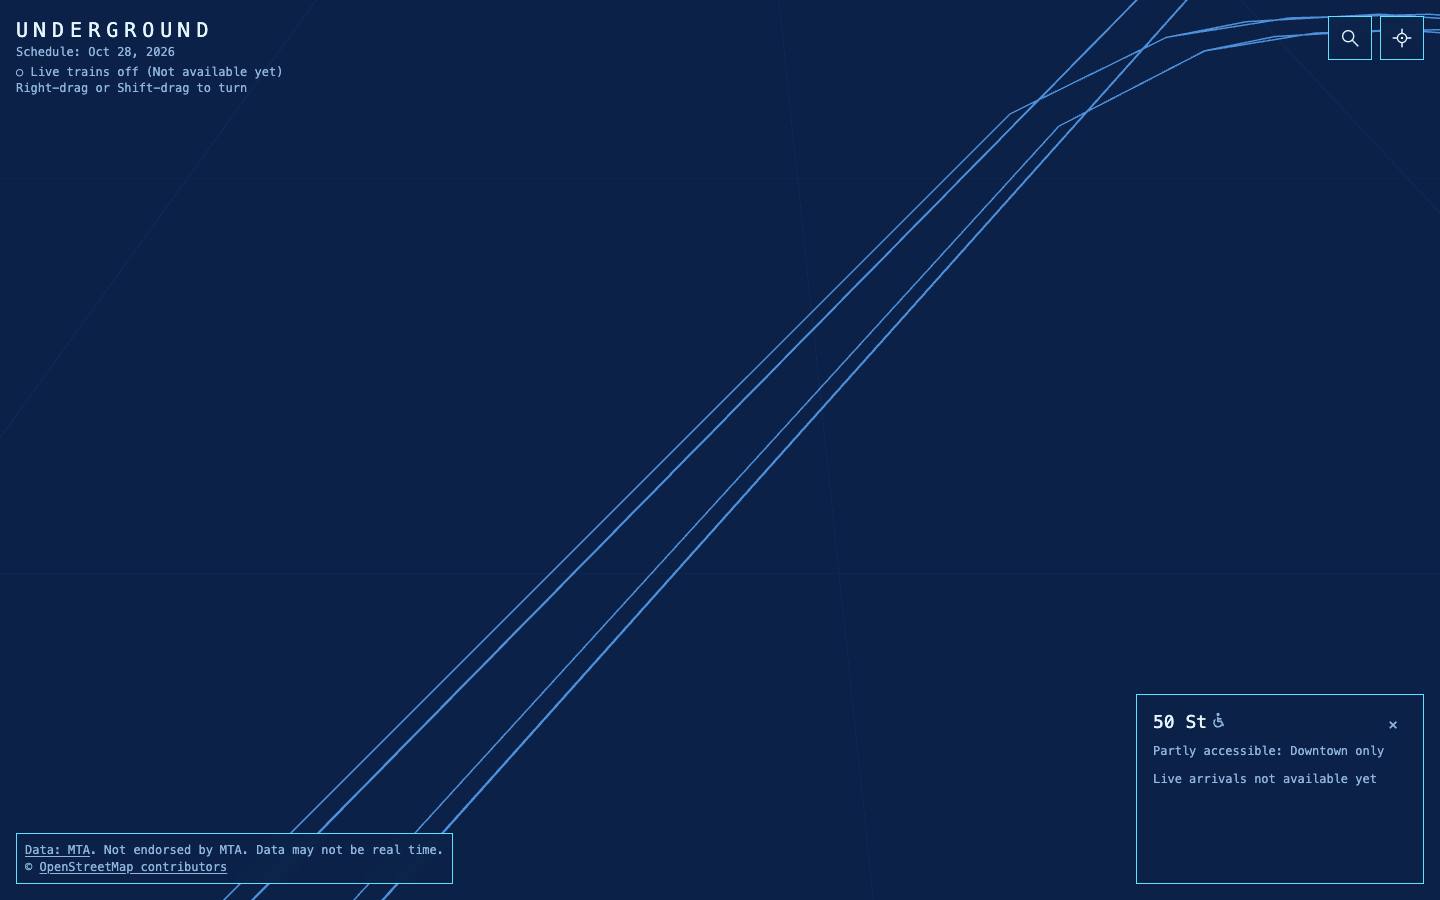 UNDERGROUND
Schedule: Oct 28, 2026
○ Live trains off (Not available yet)
Right-drag or Shift-drag to turn
50 St ♿
×
Partly accessible: Downtown only
Live arrivals not available yet
Data: MTA. Not endorsed by MTA. Data may not be real time.
© OpenStreetMap contributors